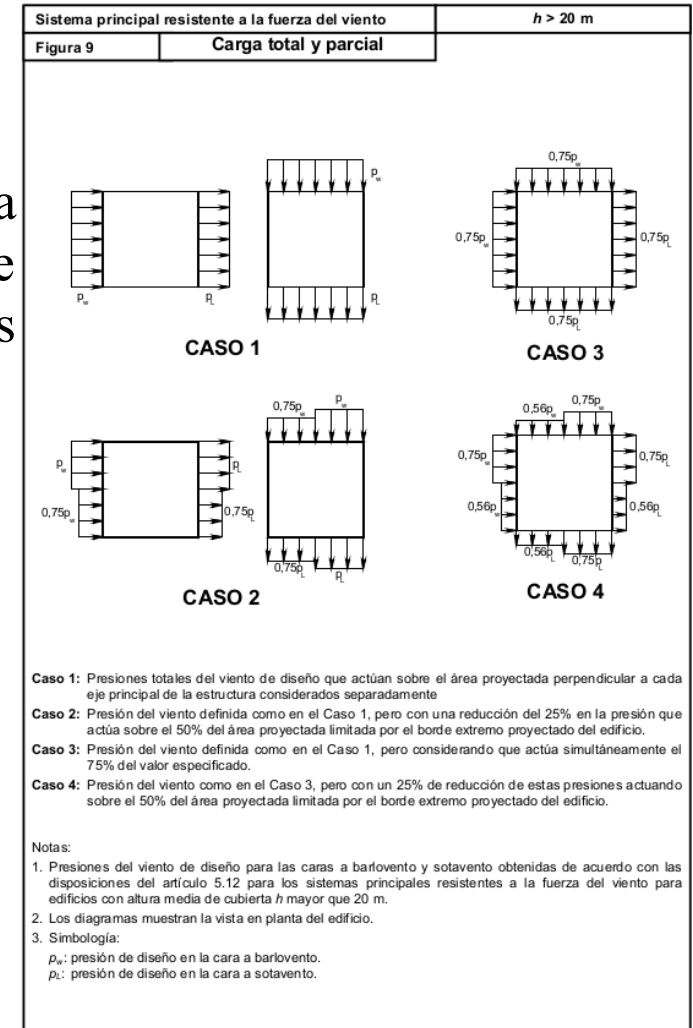 Sistema principal resistente a la fuerza del viento
h > 20 m
Figura 9
Carga total y parcial
a
e
s
p_w
p_L
p_w
p_L
CASO 1
0,75p_w
0,75p_w
0,75p_L
0,75p_L
CASO 3
p_w
0,75p_w
p_L
0,75p_L
0,75p_w
p_w
0,75p_L
p_L
CASO 2
0,56p_w
0,75p_w
0,75p_w
0,56p_w
0,75p_L
0,56p_L
0,56p_L
0,75p_L
CASO 4
Caso 1: Presiones totales del viento de diseño que actúan sobre el área proyectada perpendicular a cada
eje principal de la estructura considerados separadamente
Caso 2: Presión del viento definida como en el Caso 1, pero con una reducción del 25% en la presión que
actúa sobre el 50% del área proyectada limitada por el borde extremo proyectado del edificio.
Caso 3: Presión del viento definida como en el Caso 1, pero considerando que actúa simultáneamente el
75% del valor especificado.
Caso 4: Presión del viento como en el Caso 3, pero con un 25% de reducción de estas presiones actuando
sobre el 50% del área proyectada limitada por el borde extremo proyectado del edificio.
Notas:
1. Presiones del viento de diseño para las caras a barlovento y sotavento obtenidas de acuerdo con las
disposiciones del artículo 5.12 para los sistemas principales resistentes a la fuerza del viento para
edificios con altura media de cubierta h mayor que 20 m.
2. Los diagramas muestran la vista en planta del edificio.
3. Simbología:
p_w: presión de diseño en la cara a barlovento.
p_L: presión de diseño en la cara a sotavento.